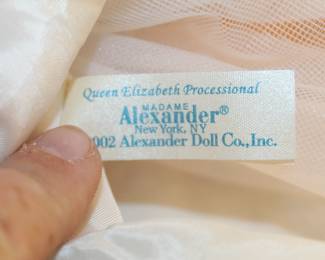 Queen Elizabeth Processional
MADAME
Alexander®
New York, NY
002 Alexander Doll Co., Inc.